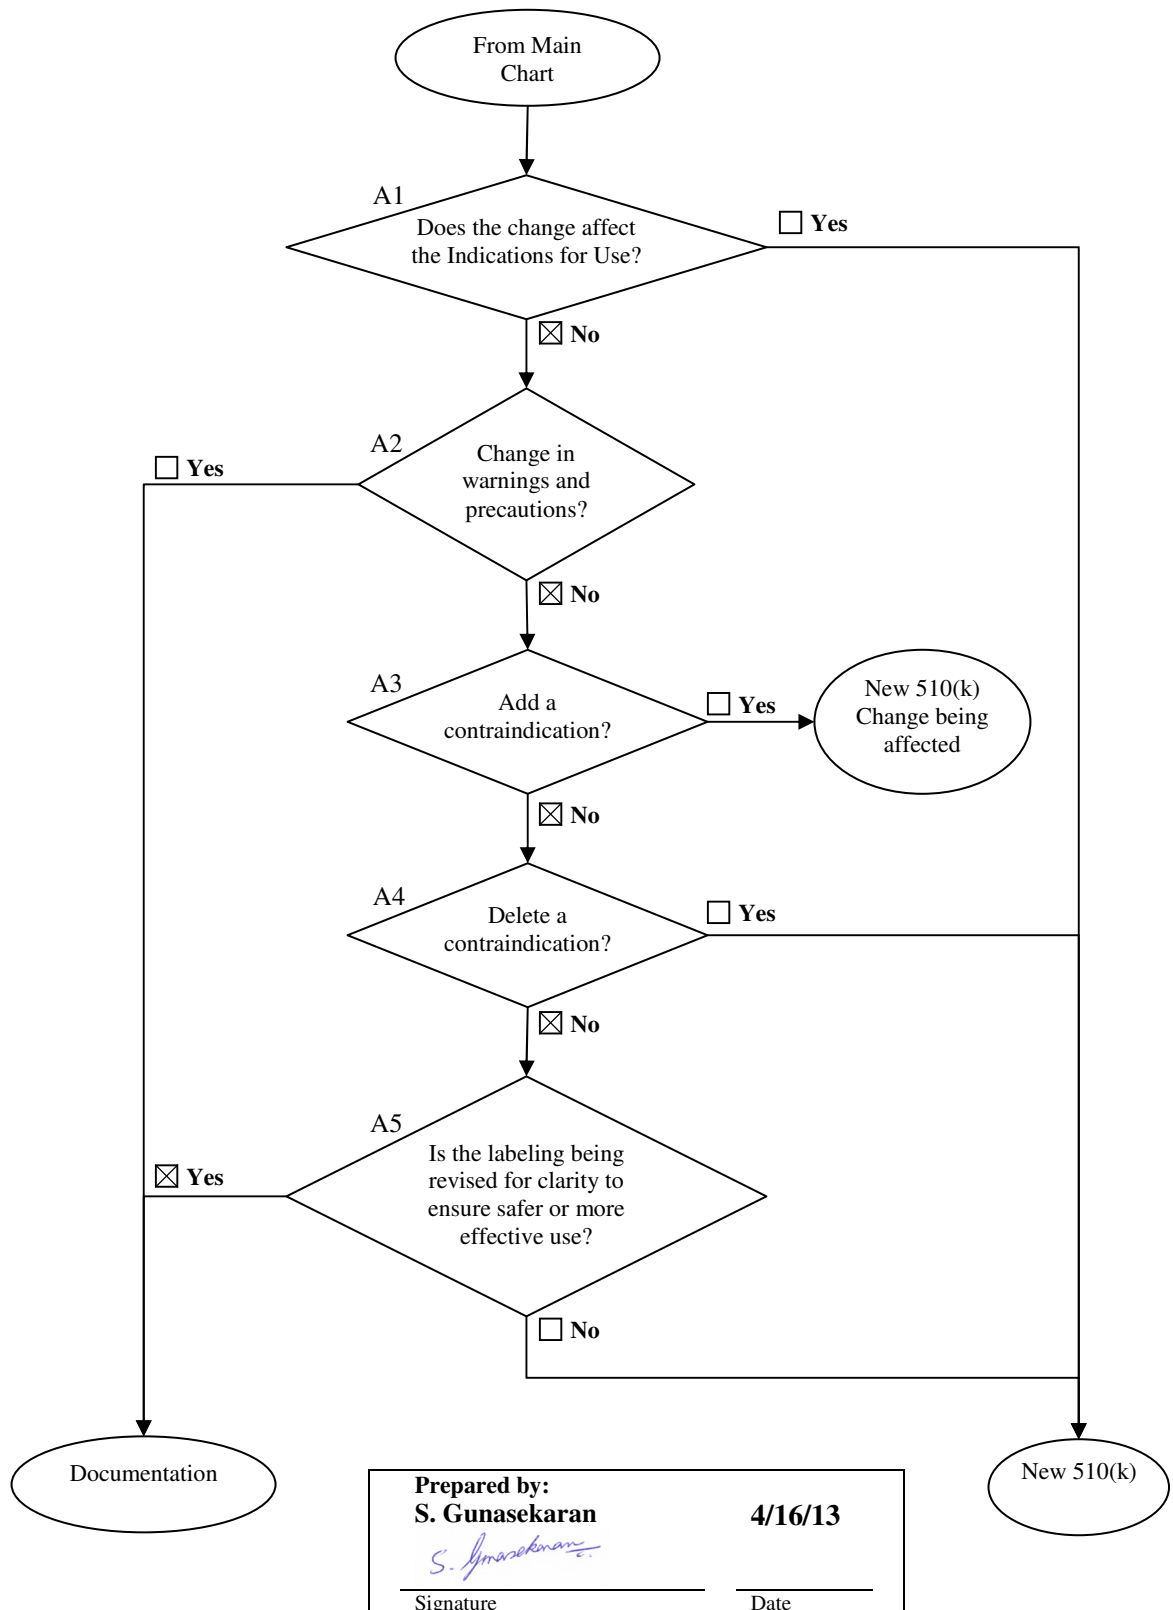 From Main
Chart
A1
Does the change affect
the Indications for Use?
☐ Yes
☒ No
A2
Change in
warnings and
precautions?
☐ Yes
☒ No
A3
Add a
contraindication?
☐ Yes
New 510(k)
Change being
affected
☒ No
A4
Delete a
contraindication?
☐ Yes
☒ No
A5
Is the labeling being
revised for clarity to
ensure safer or more
effective use?
☒ Yes
☐ No
Documentation
New 510(k)
Prepared by:
S. Gunasekaran
4/16/13
S. Gunasekaran
Signature
Date